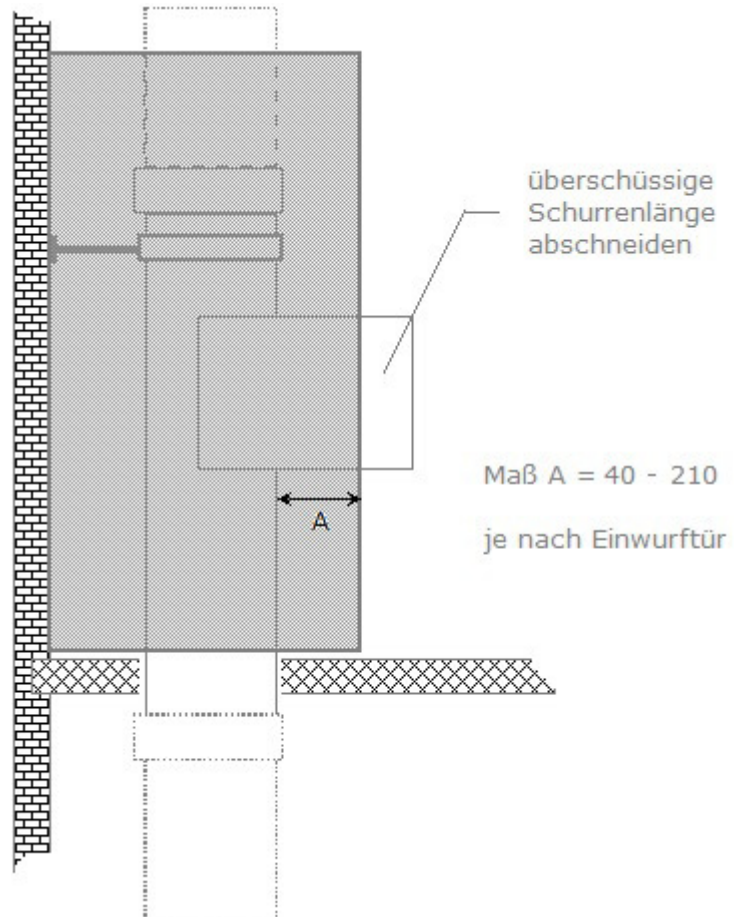 überschüssige
Schurrenlänge
abschneiden
Maß A = 40 - 210
A
je nach Einwurftür